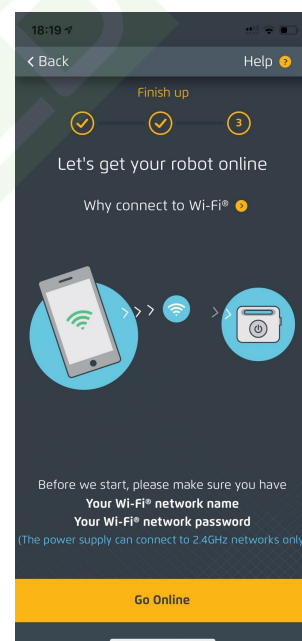 18:19
Back
Help ?
Finish up
3
Let's get your robot online
Why connect to Wi-Fi®
Before we start, please make sure you have
Your Wi-Fi® network name
Your Wi-Fi® network password
(The power supply can connect to 2.4GHz networks only
Go Online